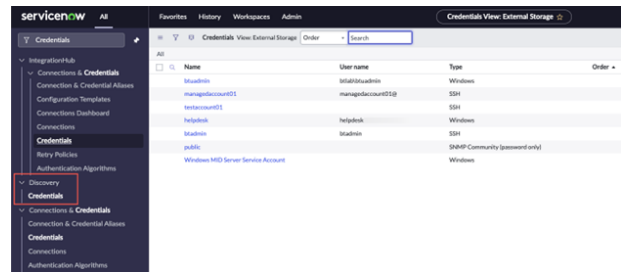 servicenow All Favorites History Workspaces Admin Credentials View: External Storage
Credentials
Credentials View: External Storage Order Search
All
Name User name Type Order
btuadmin Windows
managedaccount01 managedaccount01@ SSH
testaccount01 SSH
helpdesk helpdesk Windows
btadmin btadmin SSH
public SNMP Community (password only)
Windows MID Server Service Account Windows
IntegrationHub
Connections & Credentials
Connection & Credential Aliases
Configuration Templates
Connections Dashboard
Connections
Credentials
Retry Policies
Authentication Algorithms
Discovery
Credentials
Connections & Credentials
Connection & Credential Aliases
Credentials
Connections
Authentication Algorithms